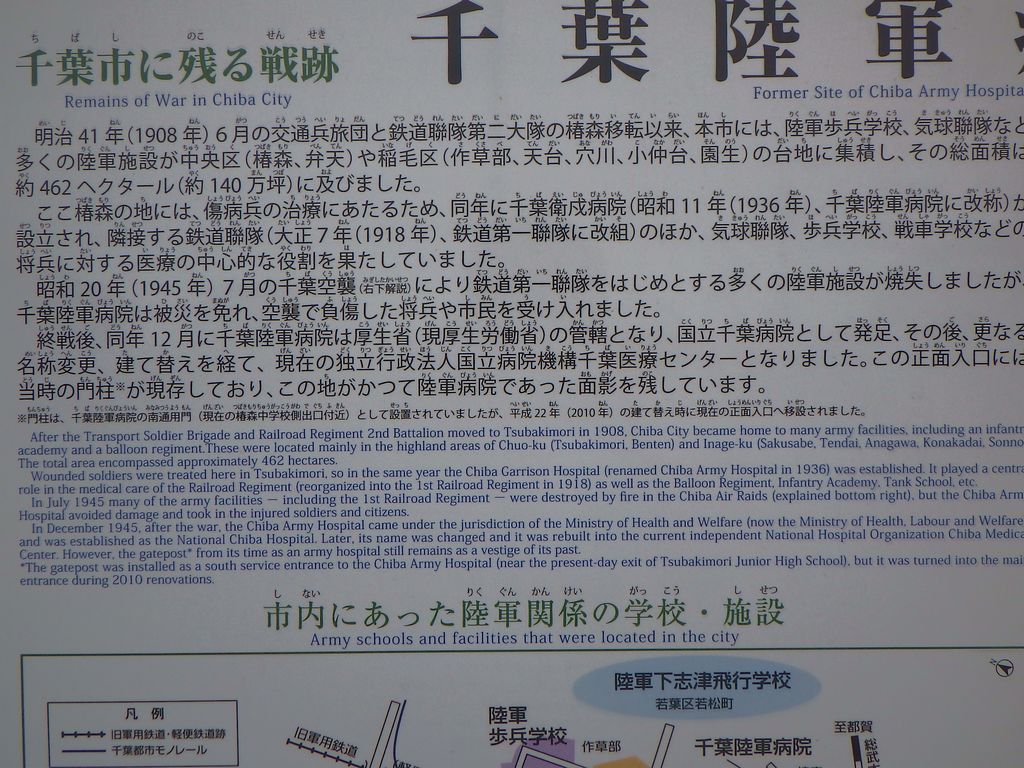 千葉市に残る戦跡
Remains of War in Chiba City
千葉陸軍
Former Site of Chiba Army Hospita
明治41年(1908年)6月の交通兵旅団と鉄道聯隊第二大隊の椿森移転以来、本市には、陸軍歩兵学校、気球聯隊など
多くの陸軍施設が中央区(椿森、弁天)や稲毛区(作草部、天台、穴川、小仲台、園生)の台地に集積し、その総面積は
約462ヘクタール(約140万坪)に及びました。
ここ椿森の地には、傷病兵の治療にあたるため、同年に千葉衛戍病院(昭和11年(1936年)、千葉陸軍病院に改称)が
設立され、隣接する鉄道聯隊(大正7年(1918年)、鉄道第一聯隊に改組)のほか、気球聯隊、歩兵学校、戦車学校などの
将兵に対する医療の中心的な役割を果たしていました。
昭和20年(1945年)7月の千葉空襲(右下解説)により鉄道第一聯隊をはじめとする多くの陸軍施設が焼失しましたが、
千葉陸軍病院は被災を免れ、空襲で負傷した将兵や市民を受け入れました。
終戦後、同年12月に千葉陸軍病院は厚生省(現厚生労働省)の管轄となり、国立千葉病院として発足、その後、更なる
名称変更、建て替えを経て、現在の独立行政法人国立病院機構千葉医療センターとなりました。この正面入口には
当時の門柱※が現存しており、この地がかつて陸軍病院であった面影を残しています。
※門柱は、千葉陸軍病院の南通用門(現在の椿森中学校側出口付近)として設置されていましたが、平成22年(2010年)の建て替え時に現在の正面入口へ移設されました。
After the Transport Soldier Brigade and Railroad Regiment 2nd Battalion moved to Tsubakimori in 1908, Chiba City became home to many army facilities, including an infantr
academy and a balloon regiment.These were located mainly in the highland areas of Chuo-ku (Tsubakimori, Benten) and Inage-ku (Sakusabe, Tendai, Anagawa, Konakadai, Sonno
The total area encompassed approximately 462 hectares.
Wounded soldiers were treated here in Tsubakimori, so in the same year the Chiba Garrison Hospital (renamed Chiba Army Hospital in 1936) was established. It played a centra
role in the medical care of the Railroad Regiment (reorganized into the 1st Railroad Regiment in 1918) as well as the Balloon Regiment, Infantry Academy, Tank School, etc.
In July 1945 many of the army facilities — including the 1st Railroad Regiment — were destroyed by fire in the Chiba Air Raids (explained bottom right), but the Chiba Arm
Hospital avoided damage and took in the injured soldiers and citizens.
In December 1945, after the war, the Chiba Army Hospital came under the jurisdiction of the Ministry of Health and Welfare (now the Ministry of Health, Labour and Welfare
and was established as the National Chiba Hospital. Later, its name was changed and it was rebuilt into the current independent National Hospital Organization Chiba Medica
Center. However, the gatepost* from its time as an army hospital still remains as a vestige of its past.
*The gatepost was installed as a south service entrance to the Chiba Army Hospital (near the present-day exit of Tsubakimori Junior High School), but it was turned into the mai
entrance during 2010 renovations.
市内にあった陸軍関係の学校・施設
Army schools and facilities that were located in the city
凡例
旧軍用鉄道・軽便鉄道跡
千葉都市モノレール
旧軍用鉄道
陸軍
歩兵学校
作草部
陸軍下志津飛行学校
若葉区若松町
千葉陸軍病院
至都賀
総武